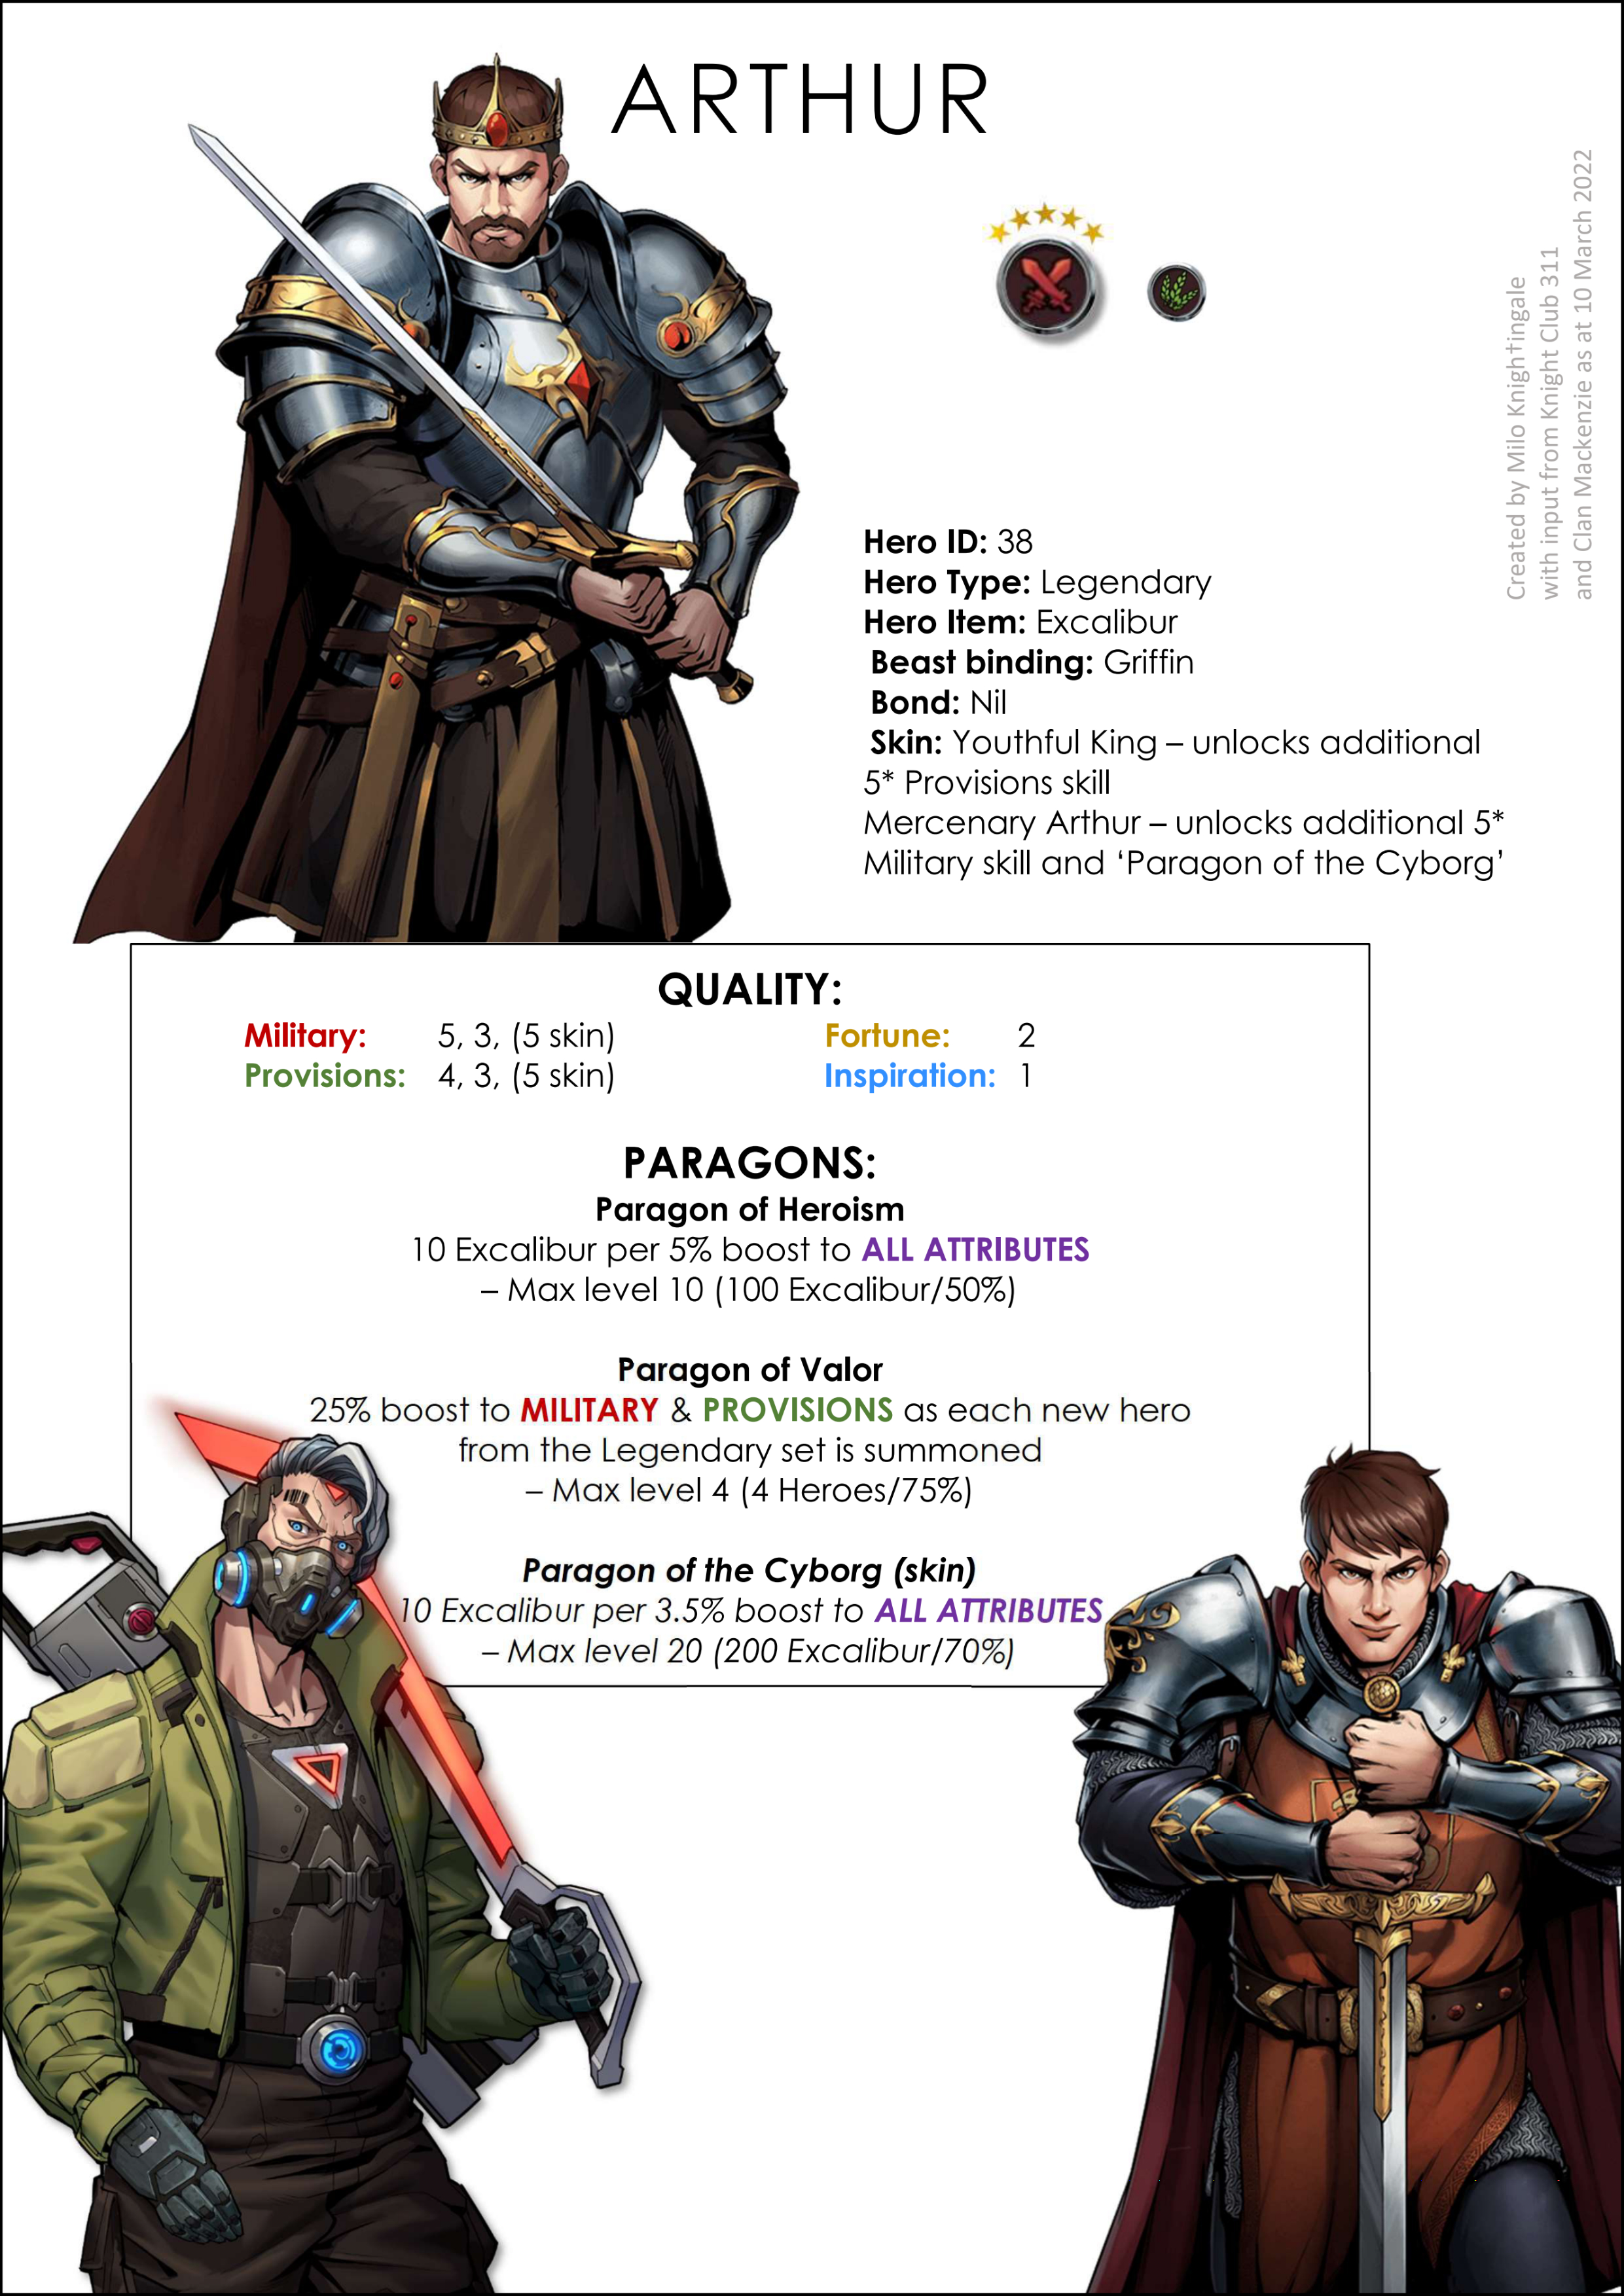 ARTHUR
Created by Milo Knigh†ingale
with input from Knight Club 311
and Clan Mackenzie as at 10 March 2022
Hero ID: 38
Hero Type: Legendary
Hero Item: Excalibur
Beast binding: Griffin
Bond: Nil
Skin: Youthful King – unlocks additional
5* Provisions skill
Mercenary Arthur – unlocks additional 5*
Military skill and ‘Paragon of the Cyborg’
QUALITY:
Military: 5, 3, (5 skin) Fortune: 2
Provisions: 4, 3, (5 skin) Inspiration: 1
PARAGONS:
Paragon of Heroism
10 Excalibur per 5% boost to ALL ATTRIBUTES
– Max level 10 (100 Excalibur/50%)
Paragon of Valor
25% boost to MILITARY & PROVISIONS as each new hero
from the Legendary set is summoned
– Max level 4 (4 Heroes/75%)
Paragon of the Cyborg (skin)
10 Excalibur per 3.5% boost to ALL ATTRIBUTES
– Max level 20 (200 Excalibur/70%)